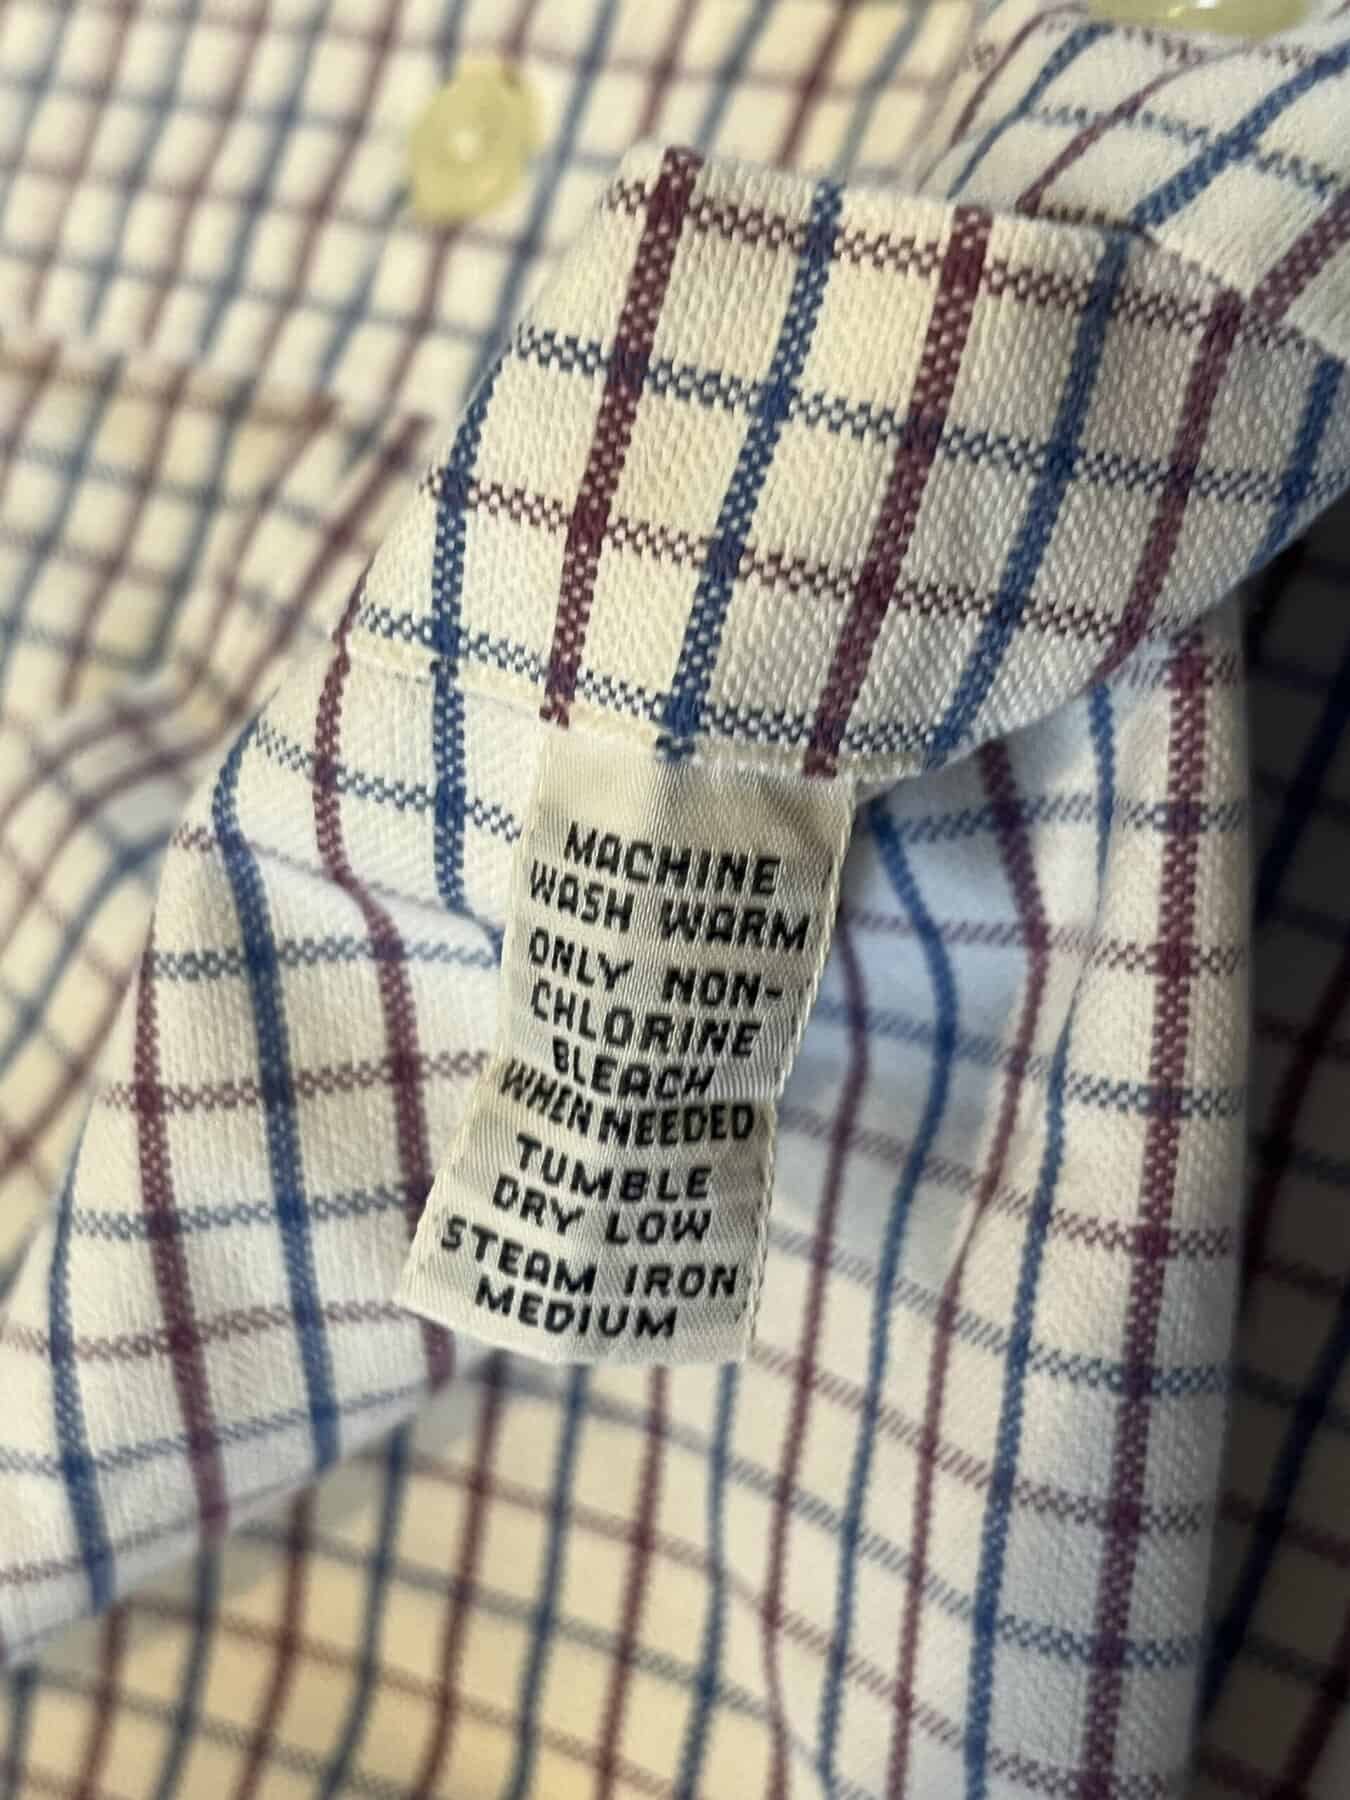 MACHINE
WASH WARM
ONLY NON-
CHLORINE
BLEACH
WHEN NEEDED
TUMBLE
DRY LOW
STEAM IRON
MEDIUM